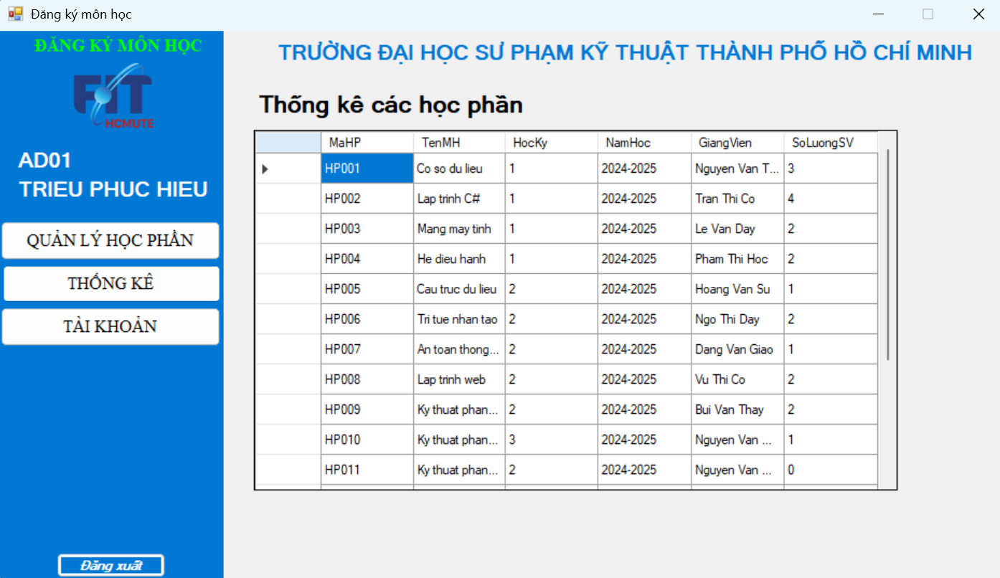 Đăng ký môn học
ĐĂNG KÝ MÔN HỌC
FIT
HCMUTE
AD01
TRIEU PHUC HIEU
QUẢN LÝ HỌC PHẦN
THỐNG KÊ
TÀI KHOẢN
Đăng xuất
TRƯỜNG ĐẠI HỌC SƯ PHẠM KỸ THUẬT THÀNH PHỐ HỒ CHÍ MINH
Thống kê các học phần
MaHP TenMH HocKy NamHoc GiangVien SoLuongSV
HP001 Co so du lieu 1 2024-2025 Nguyen Van T... 3
HP002 Lap trinh C# 1 2024-2025 Tran Thi Co 4
HP003 Mang may tinh 1 2024-2025 Le Van Day 2
HP004 He dieu hanh 1 2024-2025 Pham Thi Hoc 2
HP005 Cau truc du lieu 2 2024-2025 Hoang Van Su 1
HP006 Tri tue nhan tao 2 2024-2025 Ngo Thi Day 2
HP007 An toan thong... 2 2024-2025 Dang Van Giao 1
HP008 Lap trinh web 2 2024-2025 Vu Thi Co 2
HP009 Ky thuat phan... 2 2024-2025 Bui Van Thay 2
HP010 Ky thuat phan... 3 2024-2025 Nguyen Van ... 1
HP011 Ky thuat phan... 2 2024-2025 Nguyen Van ... 0